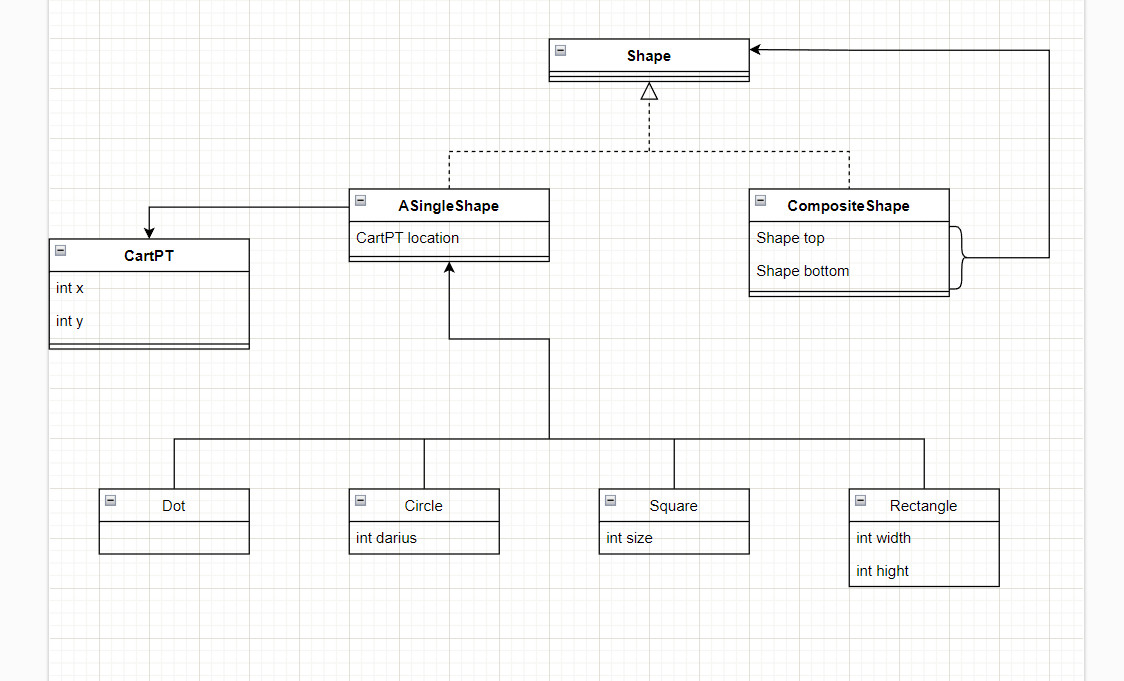 Shape
ASingleShape
CartPT location
CompositeShape
Shape top
Shape bottom
CartPT
int x
int y
Dot
Circle
int darius
Square
int size
Rectangle
int width
int hight